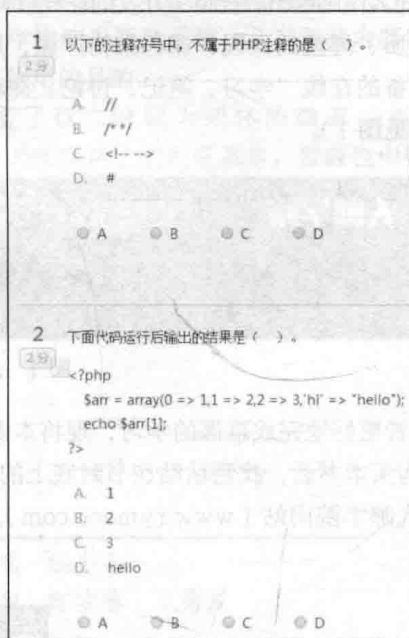 1 以下的注释符号中，不属于PHP注释的是（ ）。
2分
A. //
B. /**/
C. <!-- -->
D. #
A B C D
2 下面代码运行后输出的结果是（ ）。
2分
<?php
$arr = array(0 => 1,1 => 2,2 => 3,'hi' => "hello");
echo $arr[1];
?>
A. 1
B. 2
C. 3
D. hello
A B C D